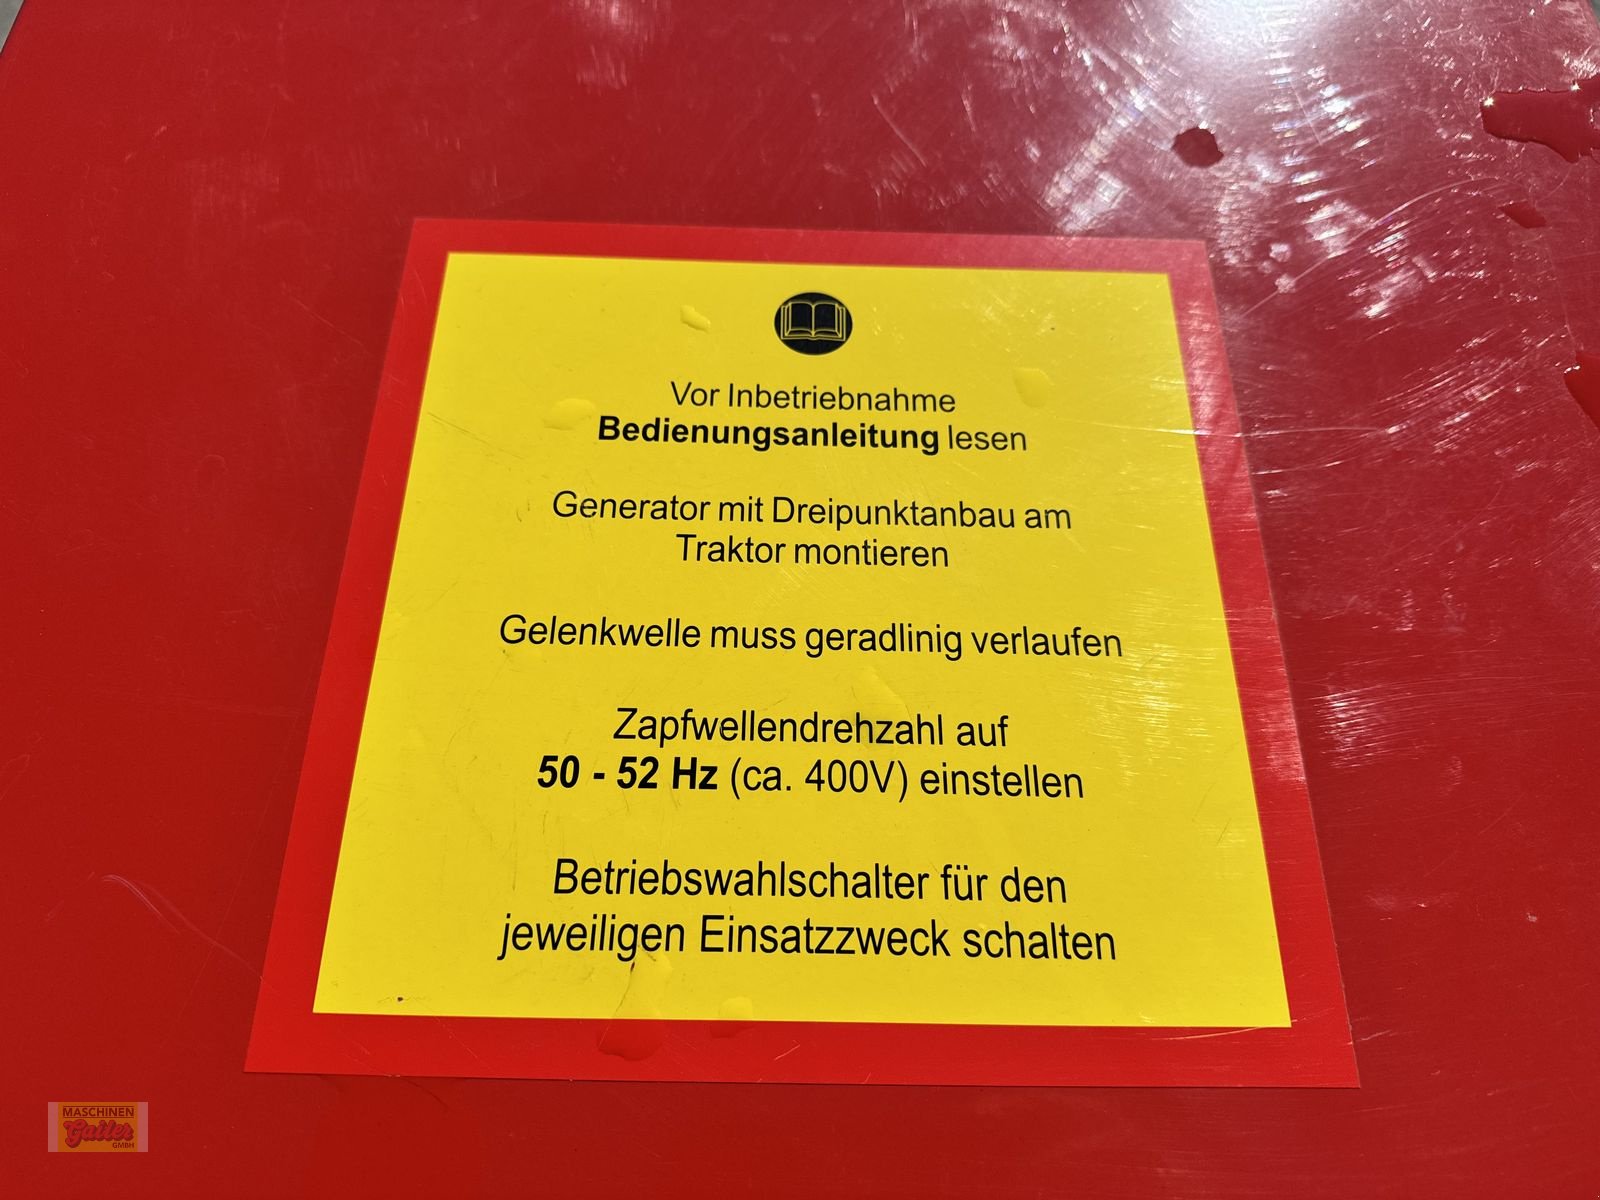 Vor Inbetriebnahme
Bedienungsanleitung lesen
Generator mit Dreipunktanbau am
Traktor montieren
Gelenkwelle muss geradlinig verlaufen
Zapfwellendrehzahl auf
50 - 52 Hz (ca. 400V) einstellen
Betriebswahlschalter für den
jeweiligen Einsatzzweck schalten
MASCHINEN
Gailer
GMBH